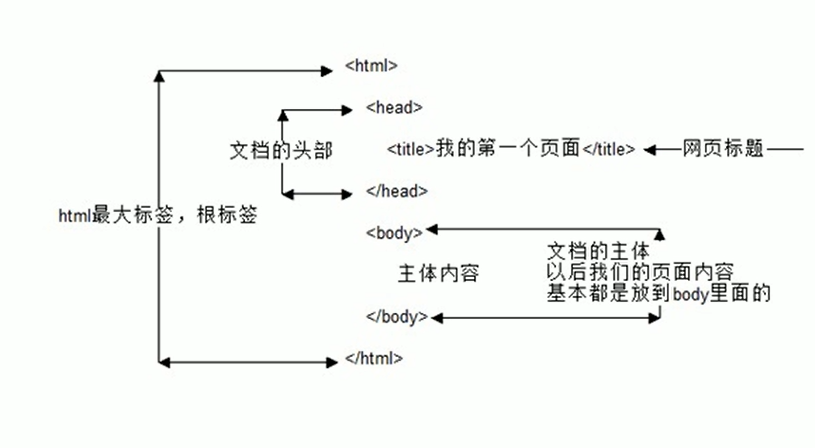 <html>
<head>
文档的头部
<title>我的第一个页面</title>
网页标题
</head>
html最大标签，根标签
<body>
文档的主体
以后我们的页面内容
基本都是放到body里面的
主体内容
</body>
</html>